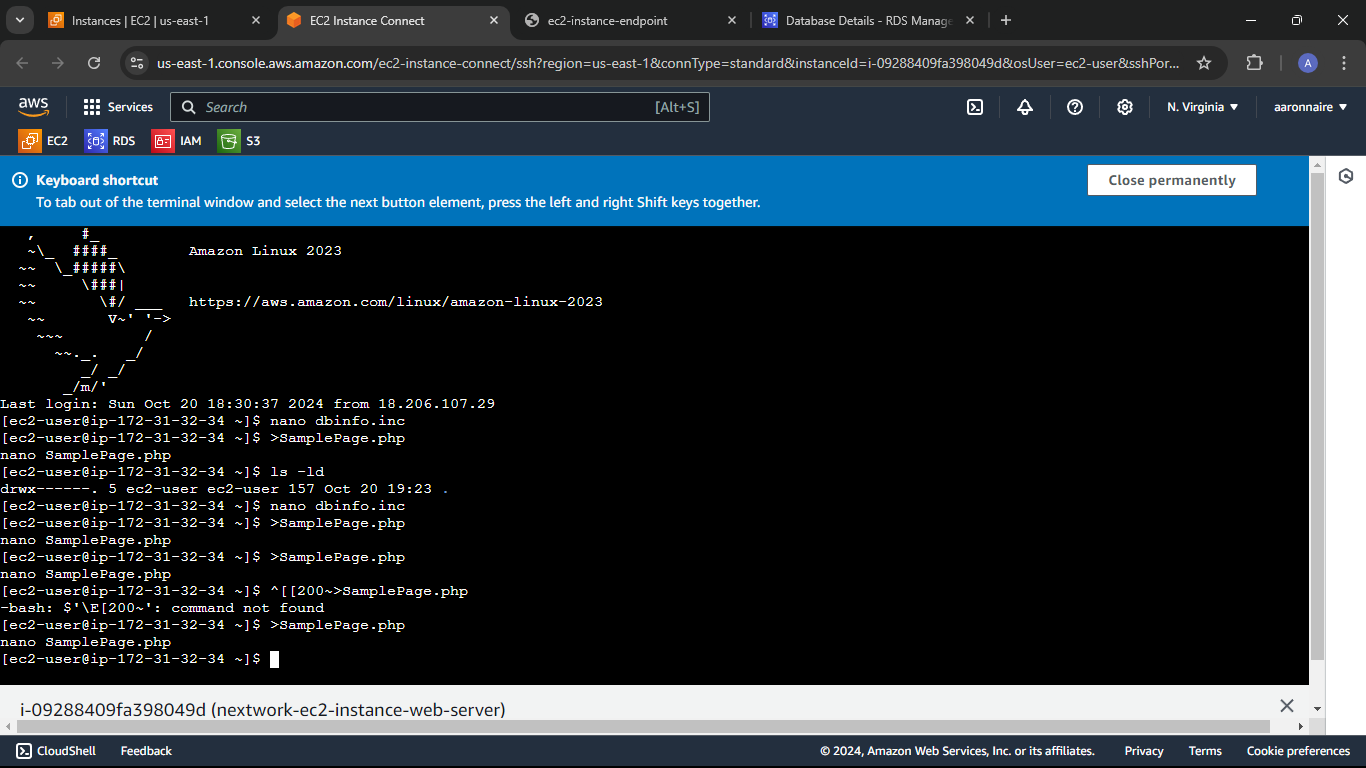 Instances | EC2 | us-east-1
EC2 Instance Connect
ec2-instance-endpoint
Database Details - RDS Manage
us-east-1.console.aws.amazon.com/ec2-instance-connect/ssh?region=us-east-1&connType=standard&instanceId=i-09288409fa398049d&osUser=ec2-user&sshPor...
A
aws
Services
Search
[Alt+S]
N. Virginia
aaronnaire
EC2
RDS
IAM
S3
Keyboard shortcut
To tab out of the terminal window and select the next button element, press the left and right Shift keys together.
Close permanently
   ,     #_
   ~\_  ####_        Amazon Linux 2023
  ~~  \_#####\
  ~~     \###|
  ~~       \#/ ___   https://aws.amazon.com/linux/amazon-linux-2023
   ~~       V~' '->
    ~~~         /
      ~~._.   _/
         _/ _/
       _/m/'
Last login: Sun Oct 20 18:30:37 2024 from 18.206.107.29
[ec2-user@ip-172-31-32-34 ~]$ nano dbinfo.inc
[ec2-user@ip-172-31-32-34 ~]$ >SamplePage.php
nano SamplePage.php
[ec2-user@ip-172-31-32-34 ~]$ ls -ld
drwx------. 5 ec2-user ec2-user 157 Oct 20 19:23 .
[ec2-user@ip-172-31-32-34 ~]$ nano dbinfo.inc
[ec2-user@ip-172-31-32-34 ~]$ >SamplePage.php
nano SamplePage.php
[ec2-user@ip-172-31-32-34 ~]$ >SamplePage.php
nano SamplePage.php
[ec2-user@ip-172-31-32-34 ~]$ ^[[200~>SamplePage.php
-bash: $'\E[200~': command not found
[ec2-user@ip-172-31-32-34 ~]$ >SamplePage.php
nano SamplePage.php
[ec2-user@ip-172-31-32-34 ~]$
i-09288409fa398049d (nextwork-ec2-instance-web-server)
CloudShell
Feedback
© 2024, Amazon Web Services, Inc. or its affiliates.
Privacy
Terms
Cookie preferences